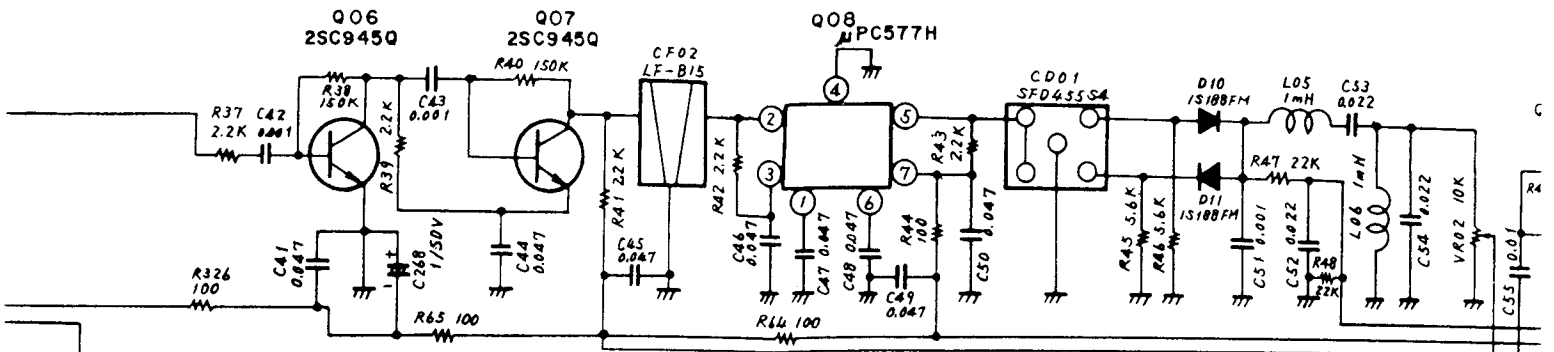 Q06
2SC945Q
Q07
2SC945Q
Q08
μPC577H
CF02
LF-B15
CD01
SFD455S4
D10
1S188FM
L05
1mH
C53
0.022
R38
150K
R40 150K
C43
0.001
R37
2.2K
C42
0.001
2.2K
R39
4
2
3
1
6
5
7
R43
2.2K
R47 22K
D11
1S188FM
R41 2.2K
R42 2.2K
C46
0.047
C47 0.047
C48 0.047
R44
100
C50
0.047
R45 5.6K
R46 5.6K
C51 0.001
C52 0.022
R48
22K
L06 1mH
C54 0.022
VR02 10K
C55 0.01
C41
0.047
C268
1/50V
+
-
C44
0.047
C45
0.047
C49
0.047
R326
100
R65 100
R64 100